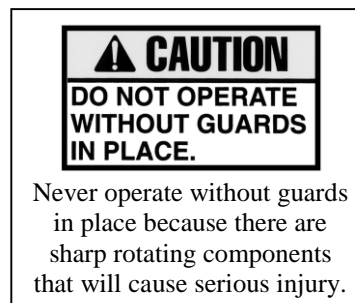 CAUTION
DO NOT OPERATE
WITHOUT GUARDS
IN PLACE.
Never operate without guards
in place because there are
sharp rotating components
that will cause serious injury.